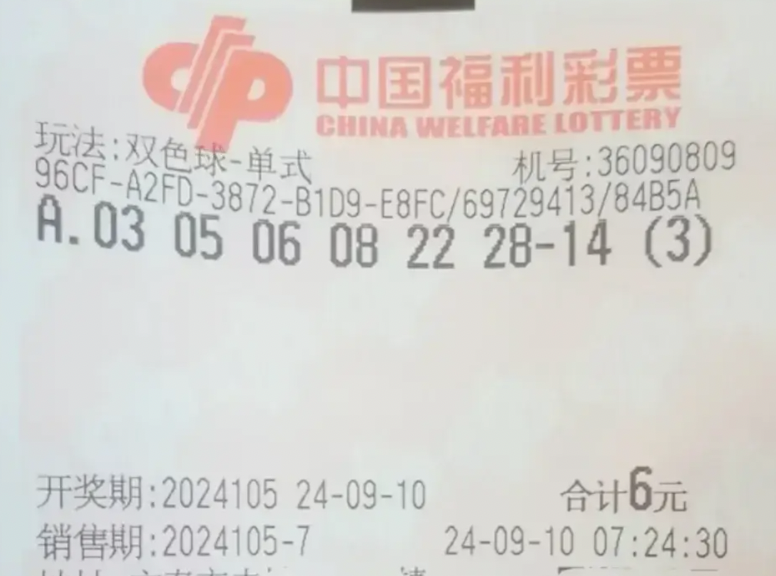 中国福利彩票
CHINA WELFARE LOTTERY
玩法:双色球-单式 机号:36090809
96CF-A2FD-3872-B1D9-E8FC/69729413/84B5A
A.03 05 06 08 22 28-14 (3)
开奖期:2024105 24-09-10 合计6元
销售期:2024105-7 24-09-10 07:24:30